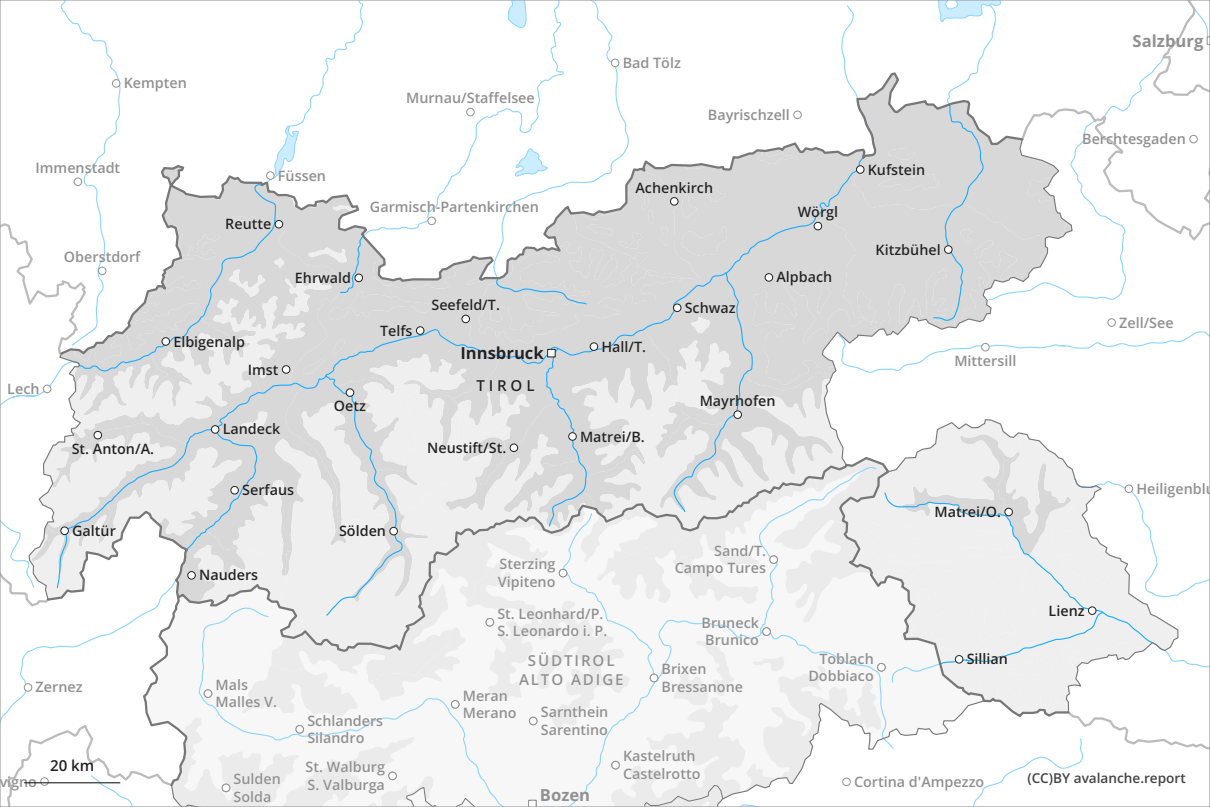 Salzburg
Bad Tölz
Kempten
Murnau/Staffelsee
Bayrischzell
Berchtesgaden
Immenstadt
Füssen
Kufstein
Achenkirch
Garmisch-Partenkirchen
Wörgl
Reutte
Kitzbühel
Oberstdorf
Ehrwald
Alpbach
Seefeld/T.
Schwaz
Telfs
Zell/See
Elbigenalp
Innsbruck
Hall/T.
Mittersill
Imst
TIROL
Lech
Oetz
Mayrhofen
Landeck
Matrei/B.
St. Anton/A.
Neustift/St.
Serfaus
Heiligenblu
Matrei/O.
Galtür
Sölden
Sand/T.
Campo Tures
Sterzing
Vipiteno
Nauders
Lienz
St. Leonhard/P.
S. Leonardo i. P.
Bruneck
Brunico
SÜDTIROL
ALTO ADIGE
Sillian
Toblach
Dobbiaco
Brixen
Bressanone
Zernez
Mals
Malles V.
Meran
Merano
Sarnthein
Sarentino
Schlanders
Silandro
Kastelruth
Castelrotto
20 km
St. Walburg
S. Valburga
vigno
Sulden
Solda
Cortina d'Ampezzo
(CC)BY avalanche.report
Bozen